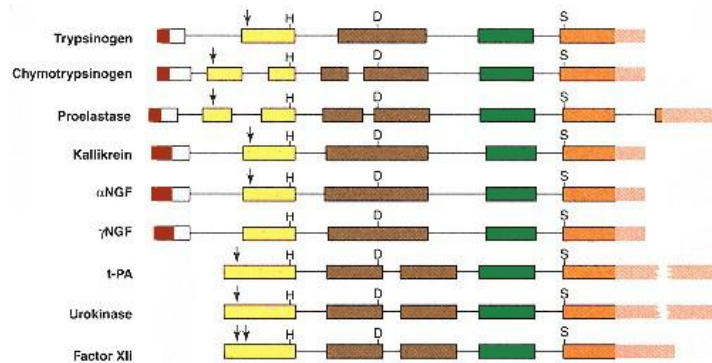 H D S
Trypsinogen
H D S
Chymotrypsinogen
H D S
Proelastase
H D S
Kallikrein
H D S
αNGF
H D S
γNGF
H D S
t-PA
H D S
Urokinase
H D S
Factor XII